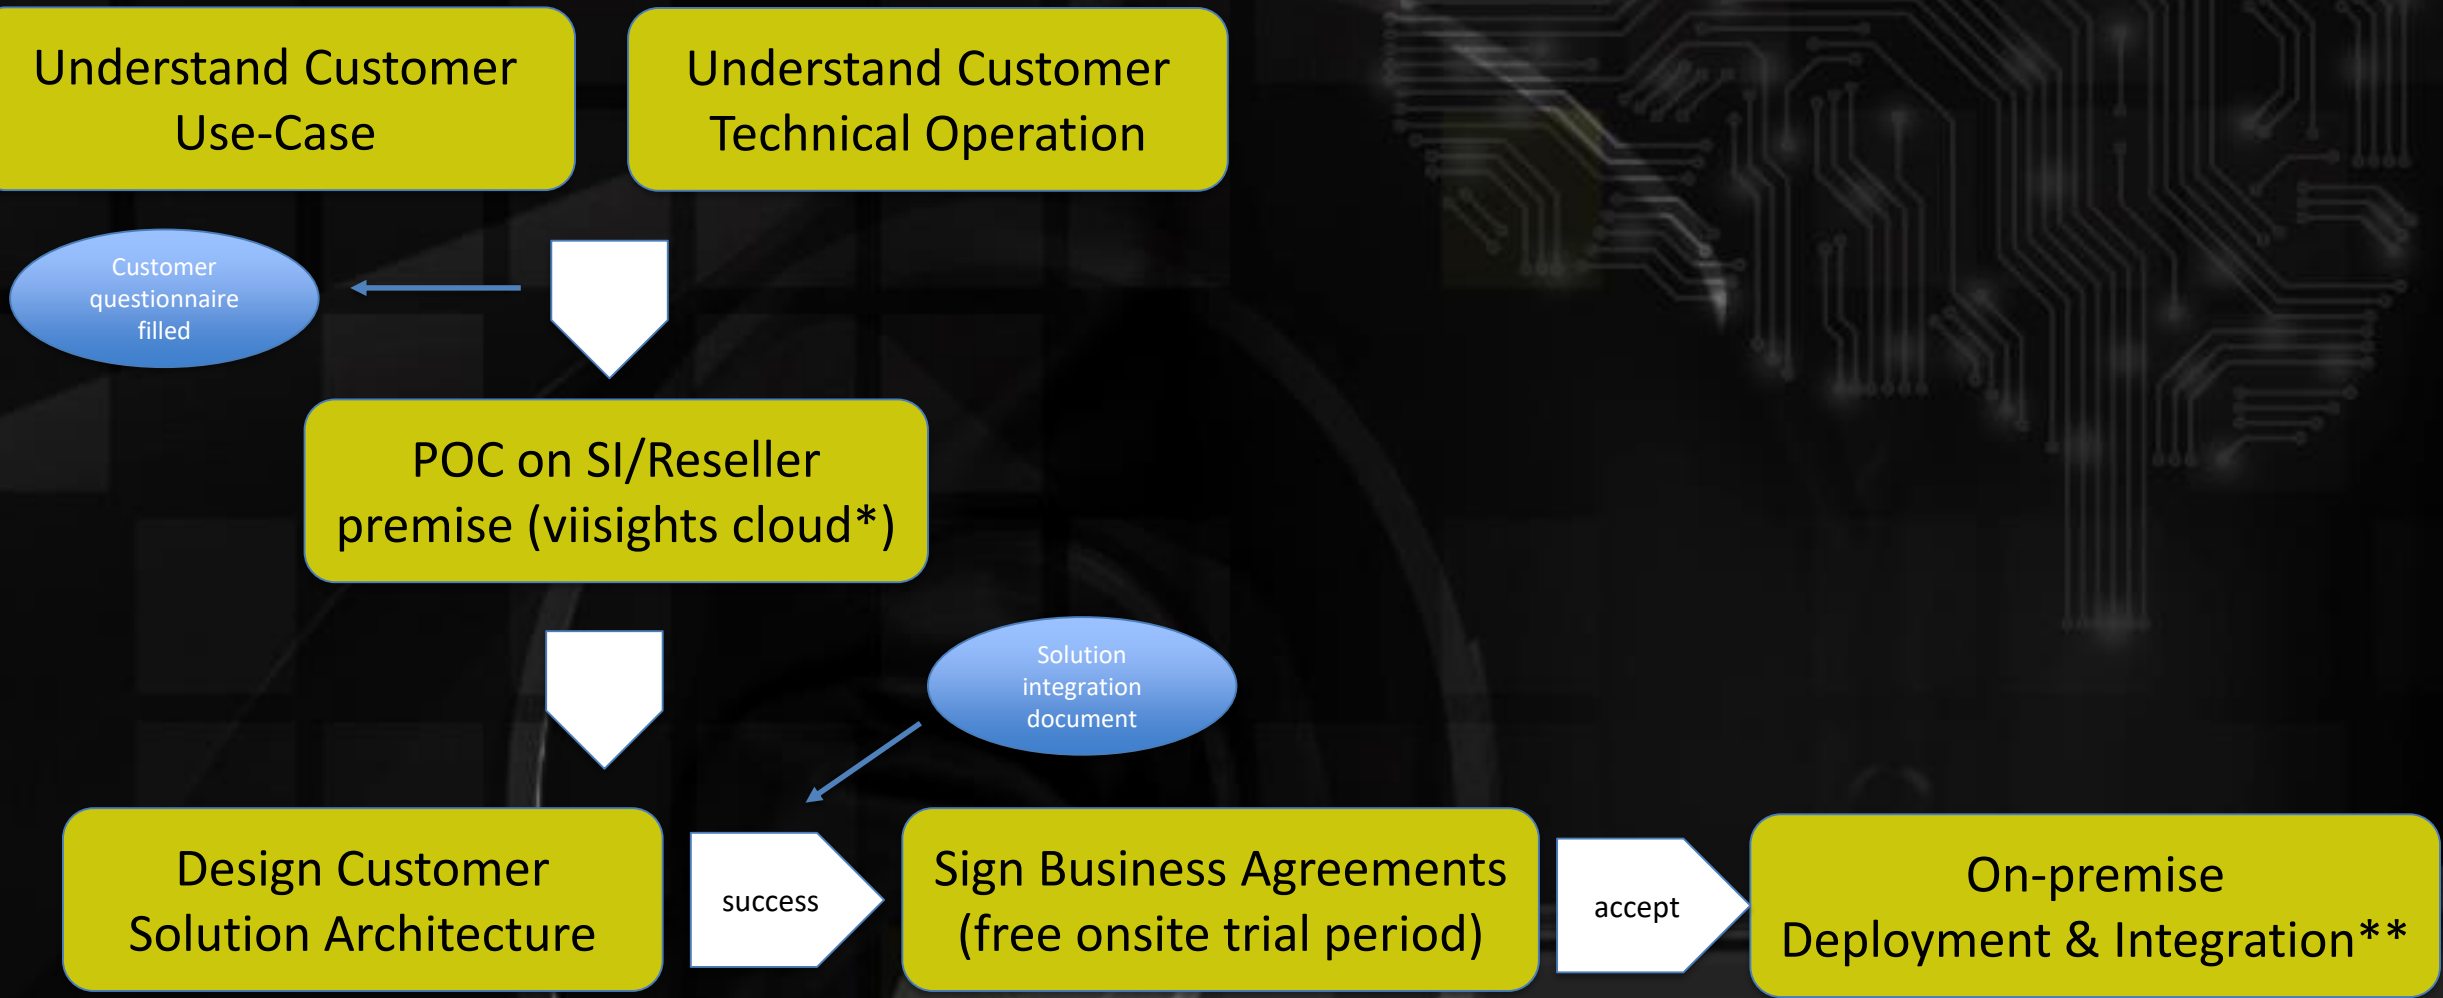 Understand Customer
Use-Case
Understand Customer
Technical Operation
Customer
questionnaire
filled
POC on SI/Reseller
premise (viisights cloud*)
Solution
integration
document
Design Customer
Solution Architecture
success
Sign Business Agreements
(free onsite trial period)
accept
On-premise
Deployment & Integration**